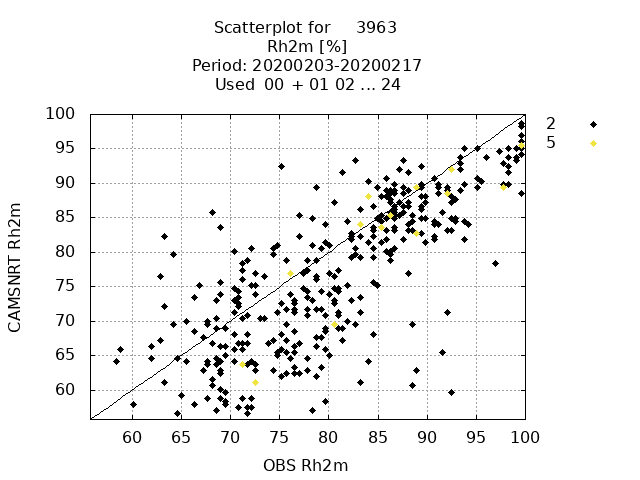 Scatterplot for 3963
Rh2m [%]
Period: 20200203-20200217
Used 00 + 01 02 ... 24
2
5
100
95
90
85
80
75
70
65
60
CAMSNRT Rh2m
60 65 70 75 80 85 90 95 100
OBS Rh2m